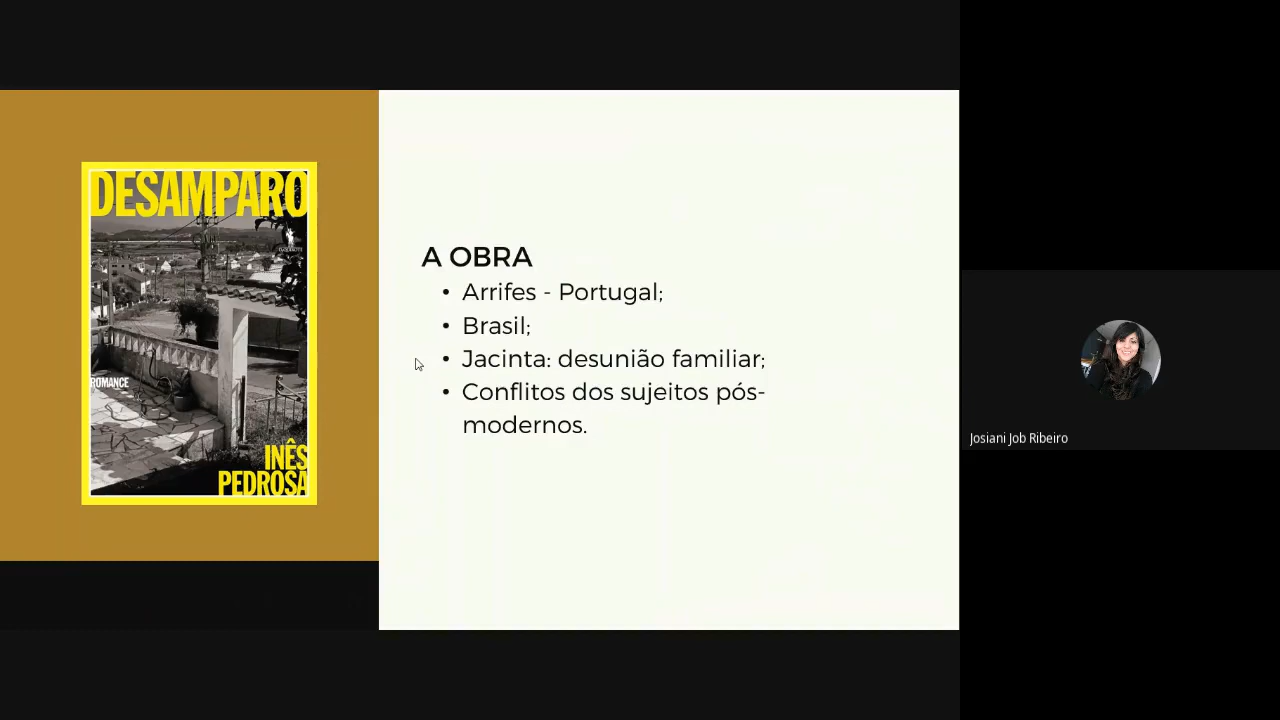 DESAMPARO
ROMANCE
INÊS
PEDROSA
A OBRA
• Arrifes - Portugal;
• Brasil;
• Jacinta: desunião familiar;
• Conflitos dos sujeitos pós-
modernos.
Josiani Job Ribeiro